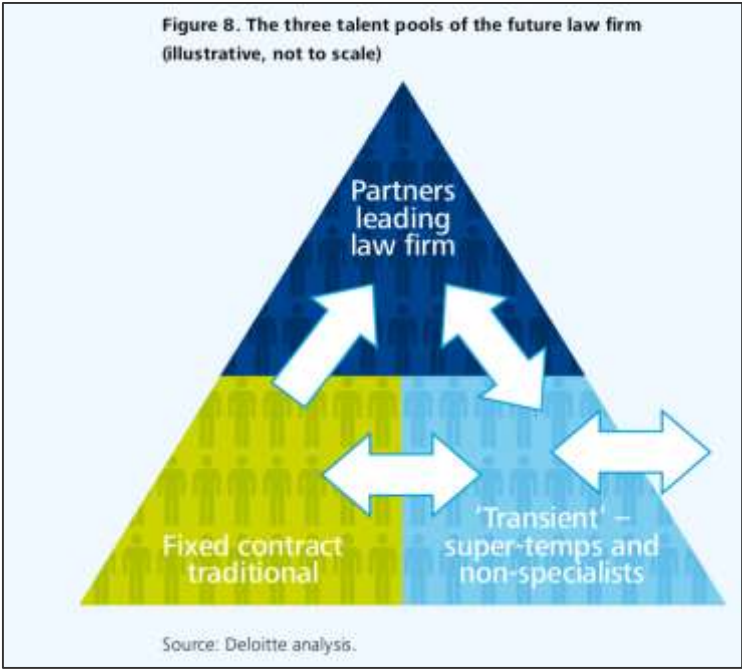 Figure 8. The three talent pools of the future law firm
(illustrative, not to scale)
Partners
leading
law firm
Fixed contract
traditional
'Transient' –
super-temps and
non-specialists
Source: Deloitte analysis.